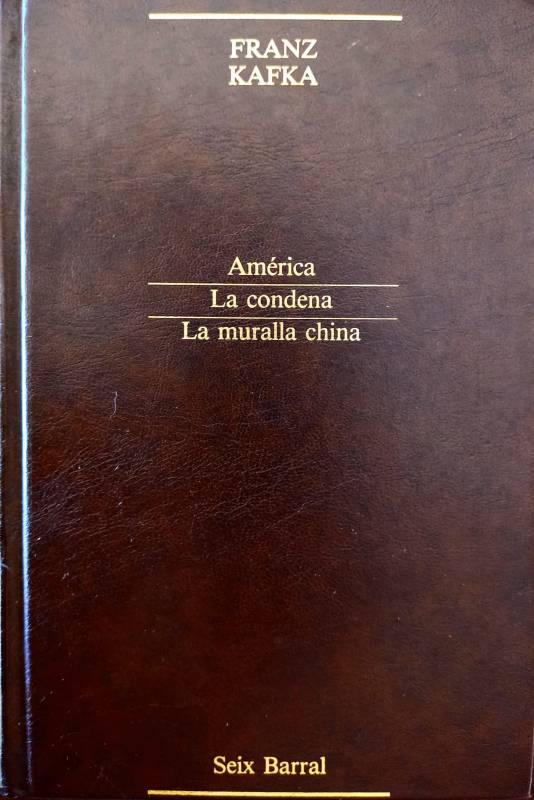 FRANZ
KAFKA
América
La condena
La muralla china
Seix Barral